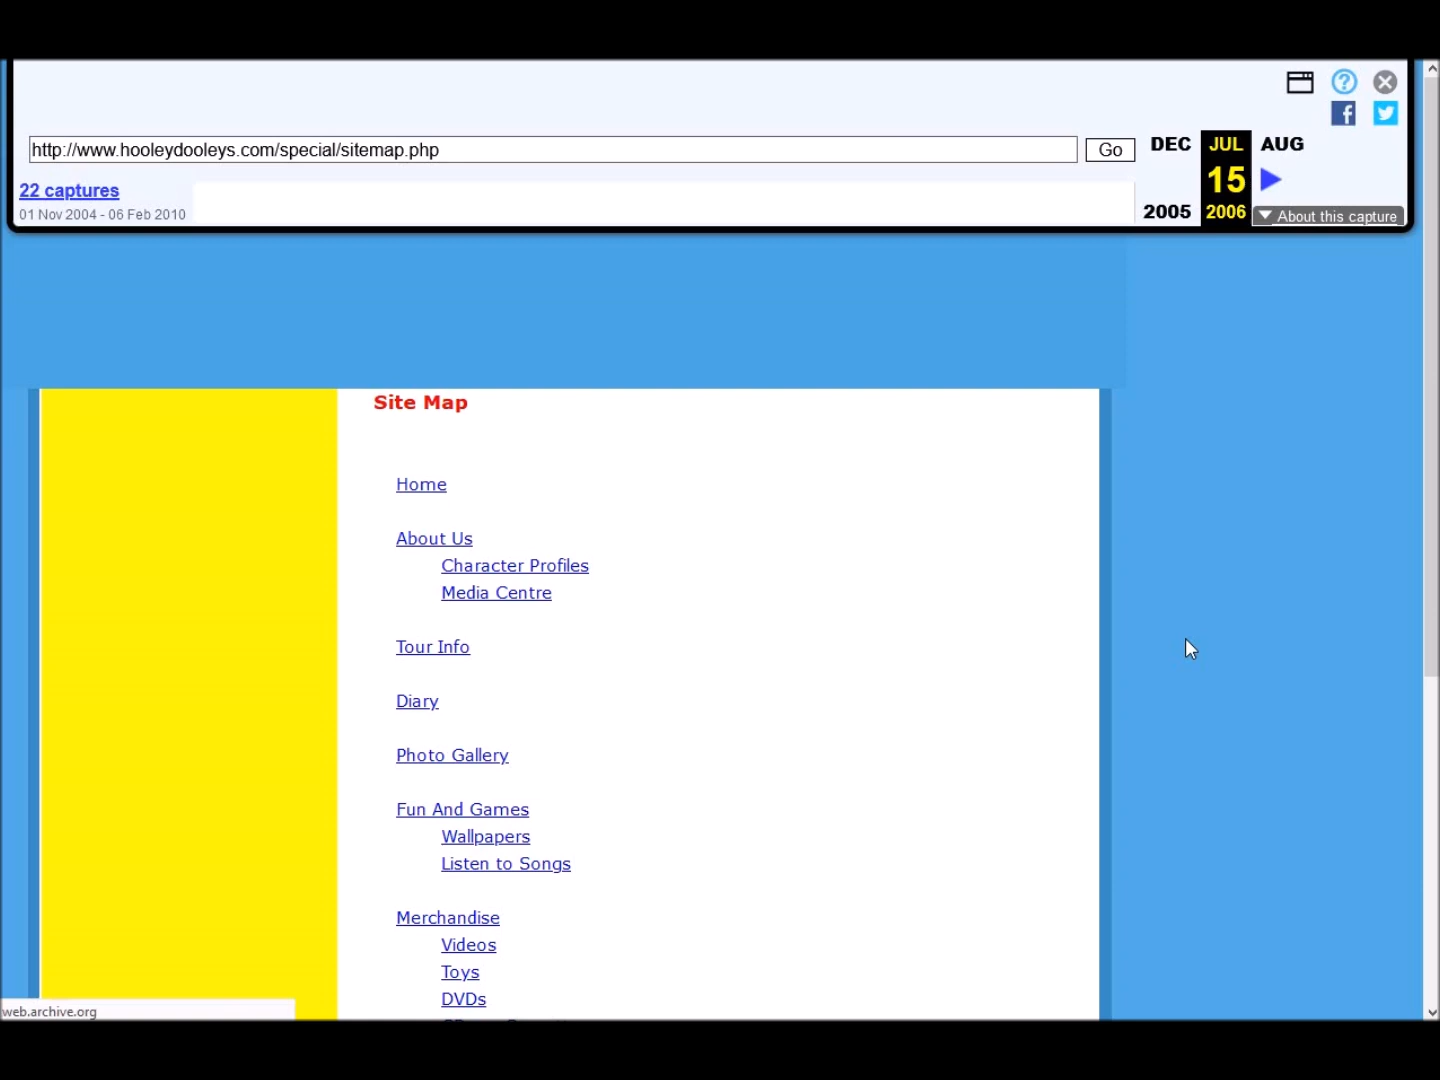 http://www.hooleydooleys.com/special/sitemap.php
Go
DEC
JUL
AUG
22 captures
15
01 Nov 2004 - 06 Feb 2010
2005
2006
About this capture
Site Map
Home
About Us
Character Profiles
Media Centre
Tour Info
Diary
Photo Gallery
Fun And Games
Wallpapers
Listen to Songs
Merchandise
Videos
Toys
DVDs
web.archive.org